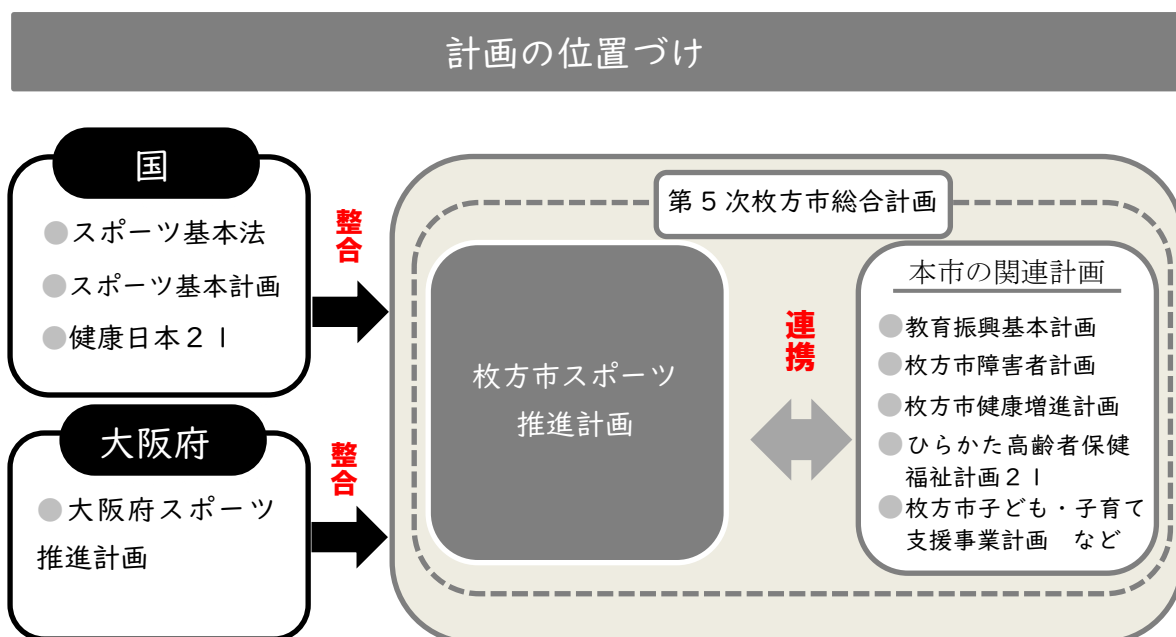 計画の位置づけ
国
●スポーツ基本法
●スポーツ基本計画
●健康日本21
整合
大阪府
●大阪府スポーツ
推進計画
整合
第5次枚方市総合計画
枚方市スポーツ
推進計画
連携
本市の関連計画
●教育振興基本計画
●枚方市障害者計画
●枚方市健康増進計画
●ひらかた高齢者保健
福祉計画21
●枚方市子ども・子育て
支援事業計画　など